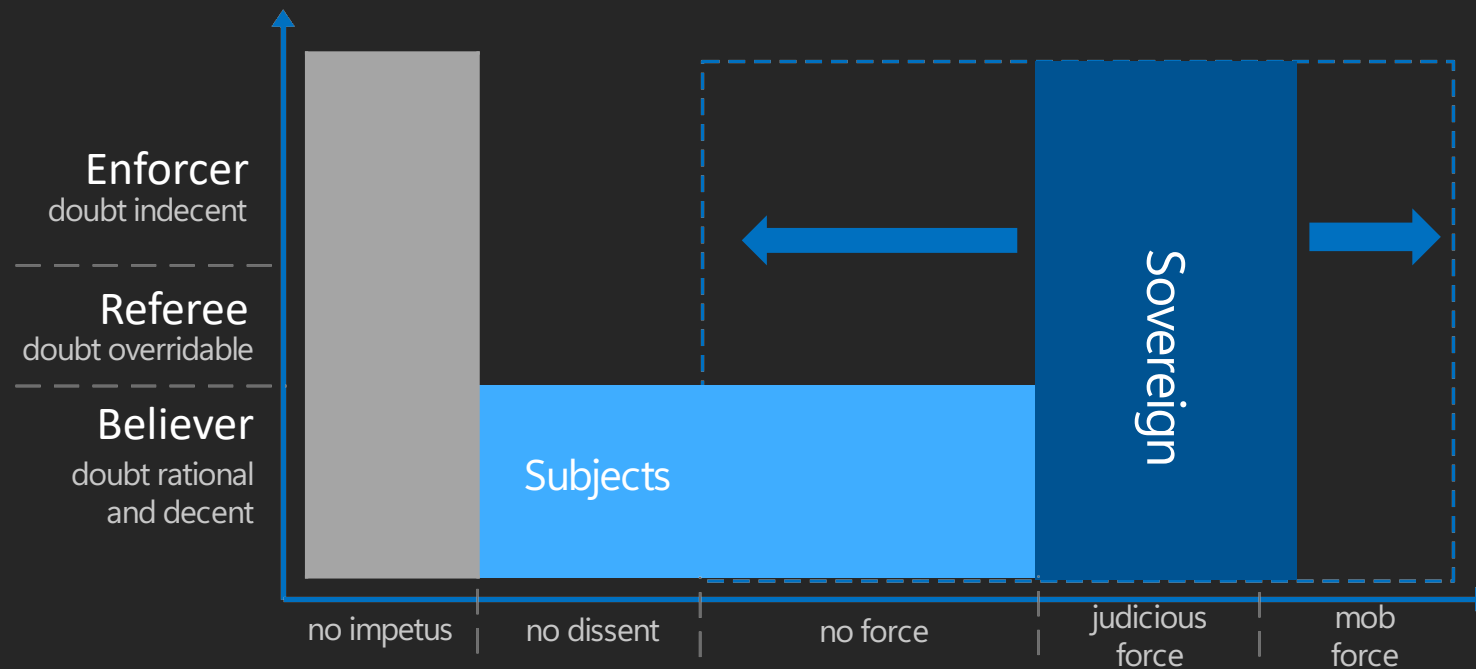 Enforcer
doubt indecent
Referee
doubt overridable
Believer
doubt rational
and decent
Subjects
Sovereign
no impetus
no dissent
no force
judicious
force
mob
force